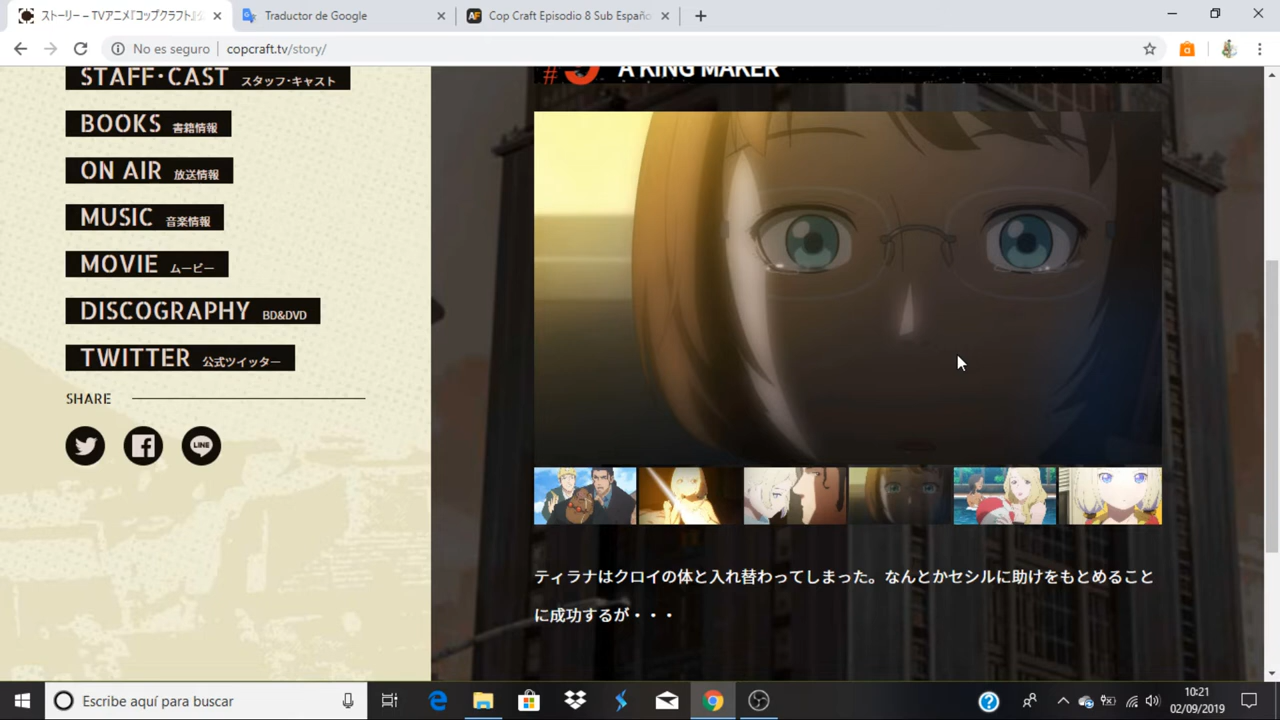 ストーリー – TVアニメ『コップクラフト』公
Traductor de Google
Cop Craft Episodio 8 Sub Españo
No es seguro
copcraft.tv/story/
STAFF・CAST スタッフ・キャスト
BOOKS 書籍情報
ON AIR 放送情報
MUSIC 音楽情報
MOVIE ムービー
DISCOGRAPHY BD&DVD
TWITTER 公式ツイッター
SHARE
LINE
A KING MAKER
ティラナはクロイの体と入れ替わってしまった。なんとかセシルに助けをもとめること
に成功するが・・・
Escribe aquí para buscar
10:21
02/09/2019